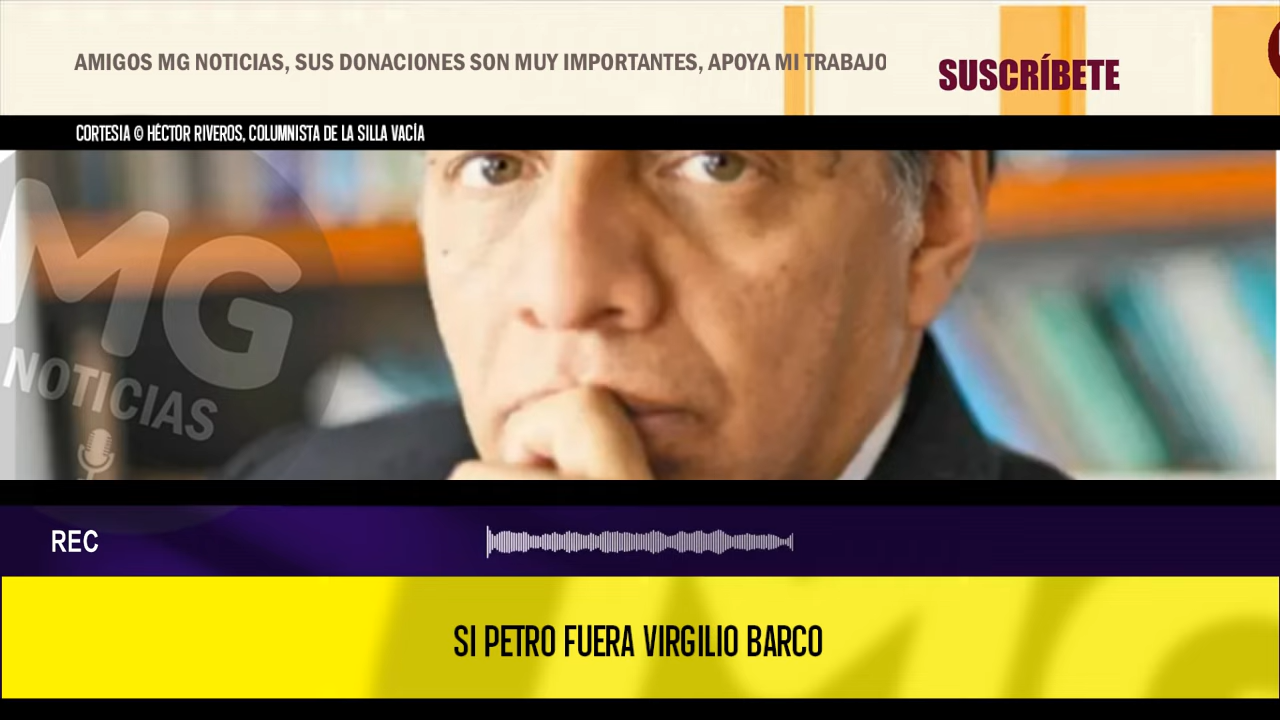 AMIGOS MG NOTICIAS, SUS DONACIONES SON MUY IMPORTANTES, APOYA MI TRABAJO
SUSCRÍBETE
CORTESIA © HÉCTOR RIVEROS, COLUMNISTA DE LA SILLA VACÍA
MG
NOTICIAS
REC
SI PETRO FUERA VIRGILIO BARCO